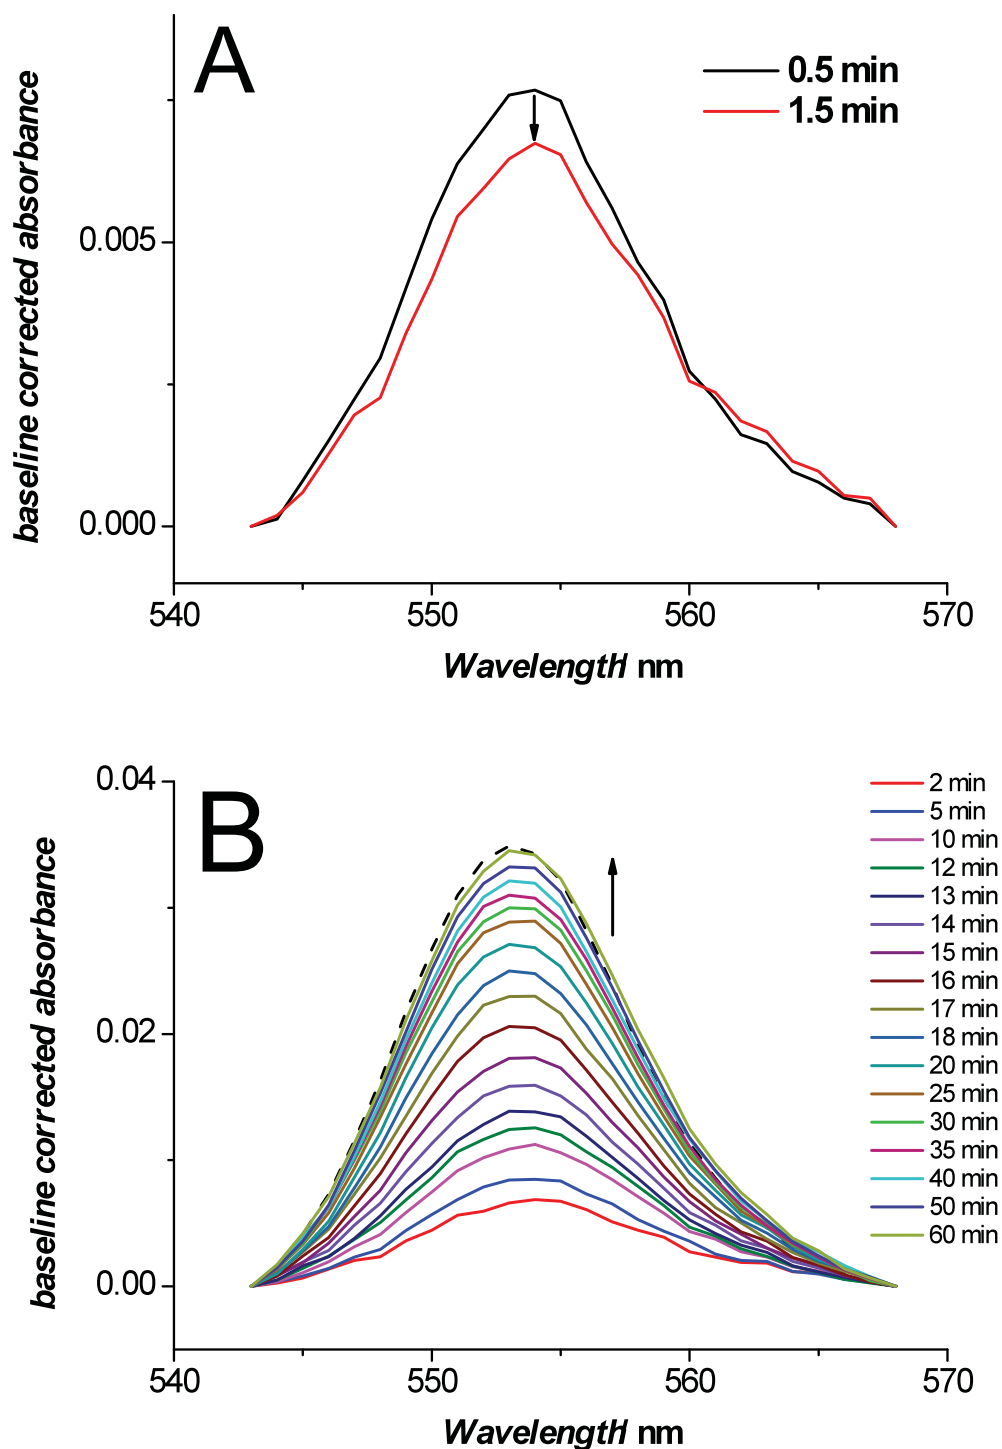 A
0.5 min
1.5 min
baseline corrected absorbance
0.005
0.000
540
550
560
570
Wavelength/ nm
B
2 min
5 min
10 min
12 min
13 min
14 min
15 min
16 min
17 min
18 min
20 min
25 min
30 min
35 min
40 min
50 min
60 min
baseline corrected absorbance
0.04
0.02
0.00
540
550
560
570
Wavelength/ nm